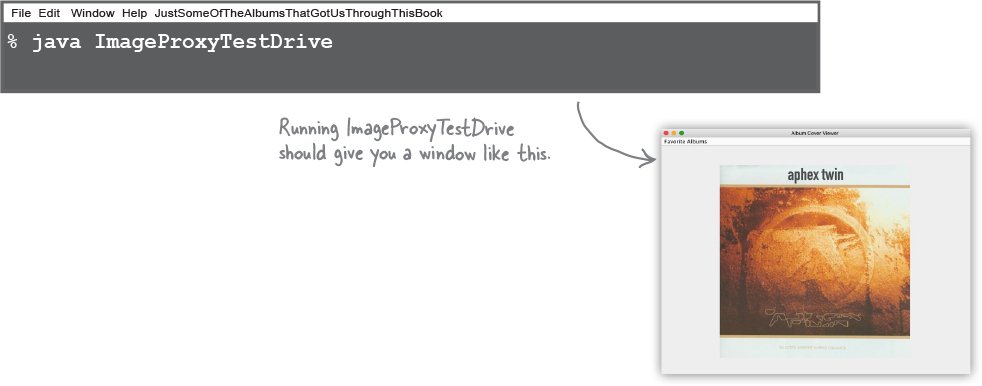 File Edit Window Help JustSomeOfTheAlbumsThatGotUsThroughThisBook
% java ImageProxyTestDrive
Running ImageProxyTestDrive
should give you a window like this.
Album Cover Viewer
Favorite Albums
aphex twin